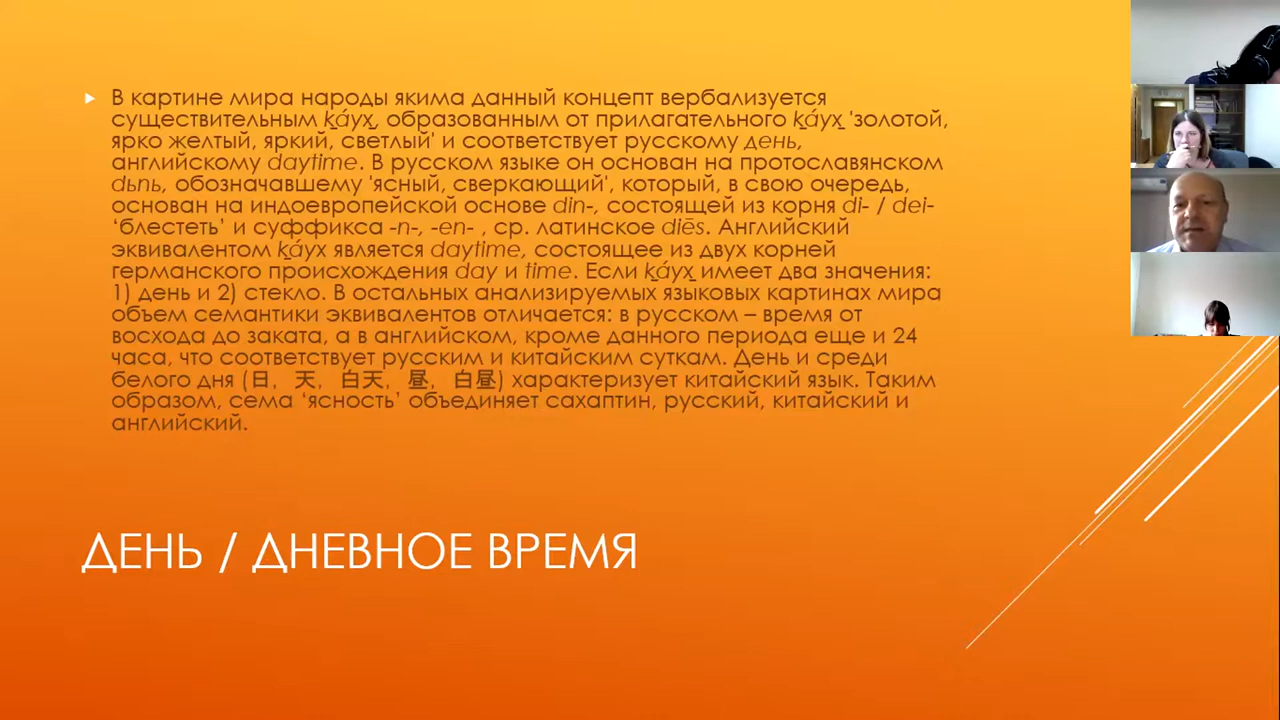 В картине мира народы якима данный концепт вербализуется
существительным ḵáyx̱, образованным от прилагательного ḵáyx̱ 'золотой,
ярко желтый, яркий, светлый' и соответствует русскому день,
английскому daytime. В русском языке он основан на протославянском
dьnь, обозначавшему 'ясный, сверкающий', который, в свою очередь,
основан на индоевропейской основе din-, состоящей из корня di- / dei-
‘блестеть’ и суффикса -n-, -en- , ср. латинское diēs. Английский
эквивалентом ḵáyx является daytime, состоящее из двух корней
германского происхождения day и time. Если ḵáyx̱ имеет два значения:
1) день и 2) стекло. В остальных анализируемых языковых картинах мира
объем семантики эквивалентов отличается: в русском – время от
восхода до заката, а в английском, кроме данного периода еще и 24
часа, что соответствует русским и китайским суткам. День и среди
белого дня (日, 天, 白天, 昼, 白昼) характеризует китайский язык. Таким
образом, сема ‘ясность’ объединяет сахаптин, русский, китайский и
английский.
ДЕНЬ / ДНЕВНОЕ ВРЕМЯ